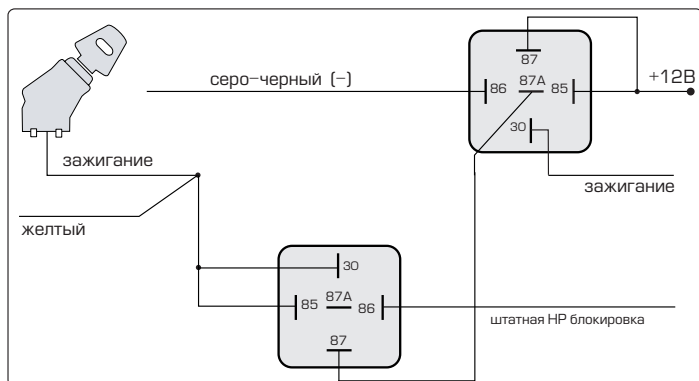 87
серо-черный (-)
86
87A
85
+12В
30
зажигание
зажигание
желтый
30
85
87A
86
штатная НР блокировка
87